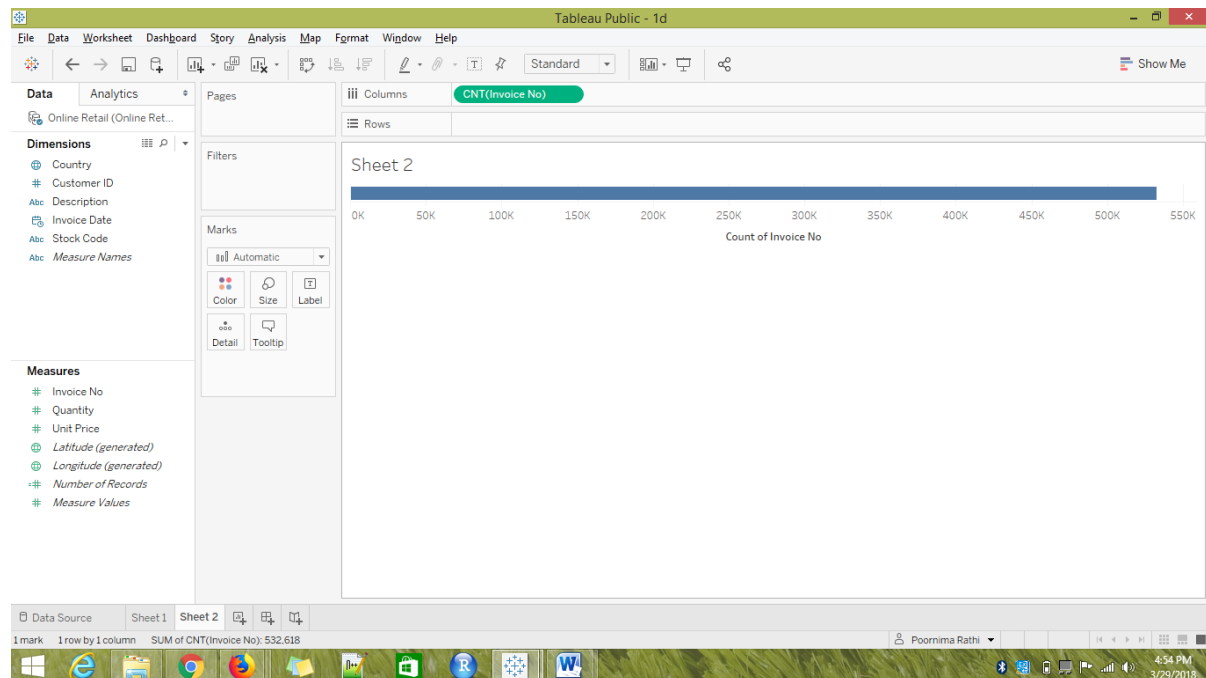 Tableau Public - 1d
File Data Worksheet Dashboard Story Analysis Map Format Window Help
Standard
Show Me
Data Analytics
Online Retail (Online Ret...
Dimensions
Country
# Customer ID
Abc Description
Invoice Date
Abc Stock Code
Abc Measure Names
Measures
# Invoice No
# Quantity
# Unit Price
Latitude (generated)
Longitude (generated)
=# Number of Records
# Measure Values
Pages
Filters
Marks
Automatic
Color Size Label
Detail Tooltip
iii Columns CNT(Invoice No)
Rows
Sheet 2
0K 50K 100K 150K 200K 250K 300K 350K 400K 450K 500K 550K
Count of Invoice No
Data Source Sheet 1 Sheet 2
1 mark 1 row by 1 column SUM of CNT(Invoice No): 532,618
Poornima Rathi
4:54 PM
3/29/2018